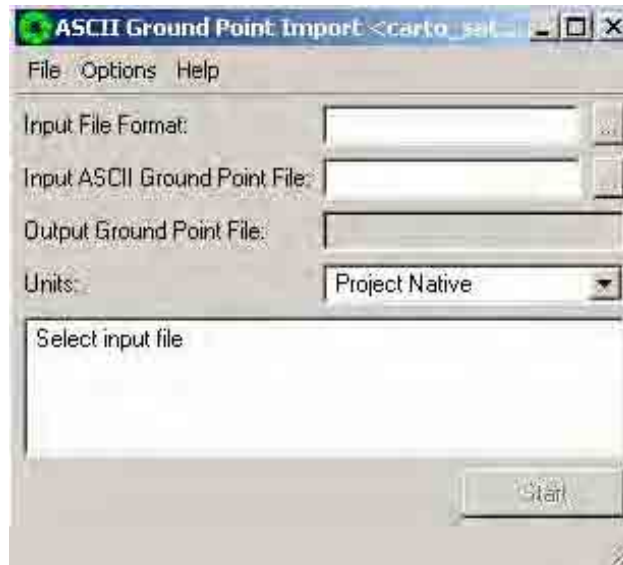 ASCII Ground Point Import <carto_sat...
File Options Help
Input File Format:
...
Input ASCII Ground Point File:
Output Ground Point File:
Units:
Project Native
Select input file
Start